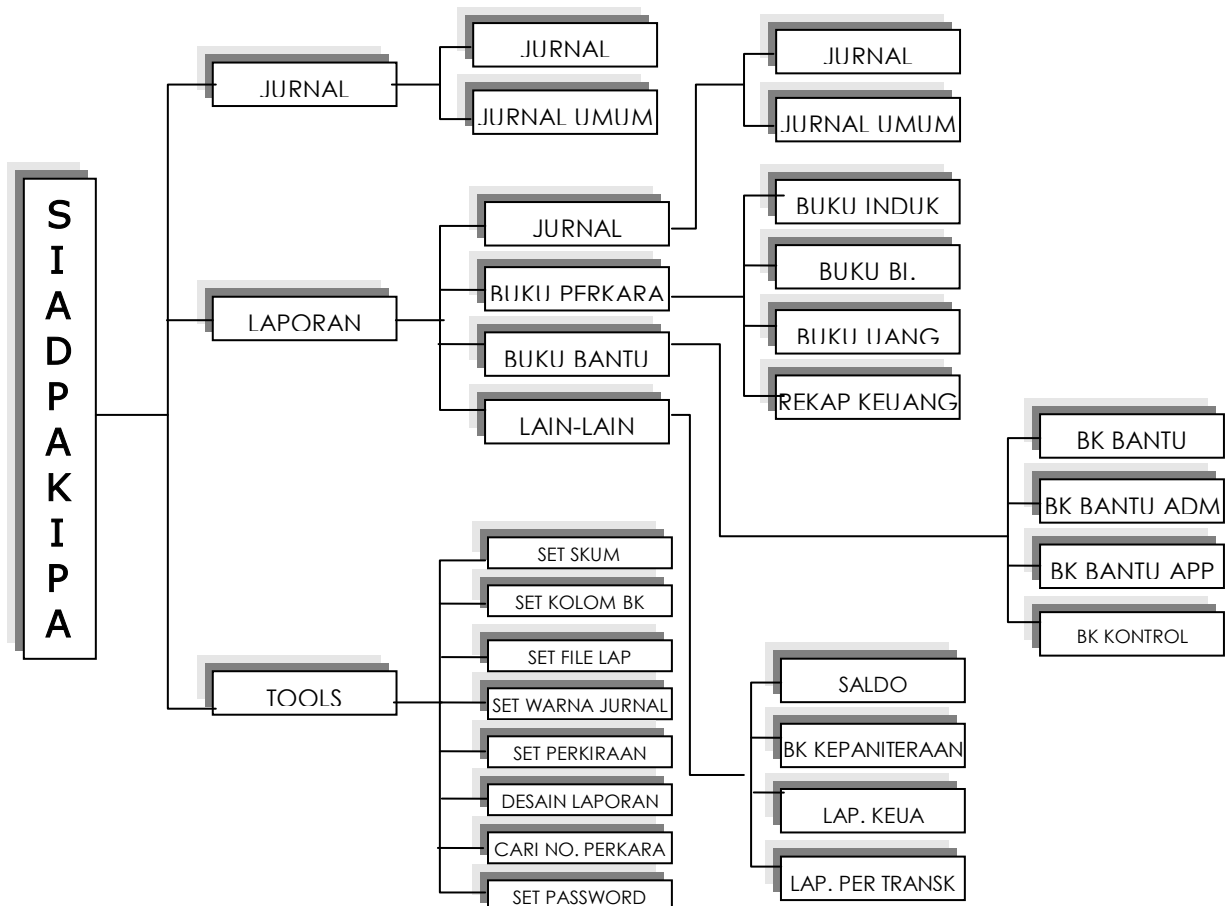 SIADPAKIPA
JURNAL
JURNAL
JURNAL UMUM
LAPORAN
JURNAL
JURNAL
JURNAL UMUM
BUKU PERKARA
BUKU INDUK
BUKU BI.
BUKU UANG
REKAP KEUANG
BUKU BANTU
BK BANTU
BK BANTU ADM
BK BANTU APP
BK KONTROL
LAIN-LAIN
SALDO
BK KEPANITERAAN
LAP. KEUA
LAP. PER TRANSK
TOOLS
SET SKUM
SET KOLOM BK
SET FILE LAP
SET WARNA JURNAL
SET PERKIRAAN
DESAIN LAPORAN
CARI NO. PERKARA
SET PASSWORD